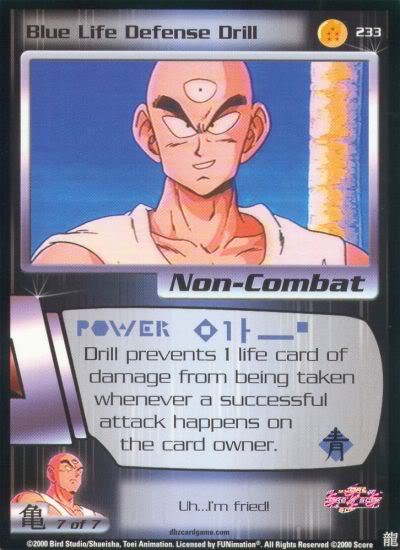 Blue Life Defense Drill
233
Non-Combat
POWER
Drill prevents 1 life card of
damage from being taken
whenever a successful
attack happens on
the card owner.
青
亀
7 of 7
Uh...I'm fried!
dbzcardgame.com
©2000 Bird Studio/Shueisha, Toei Animation. Licensed by FUNimation®. All Rights Reserved ©2000 Score
龍